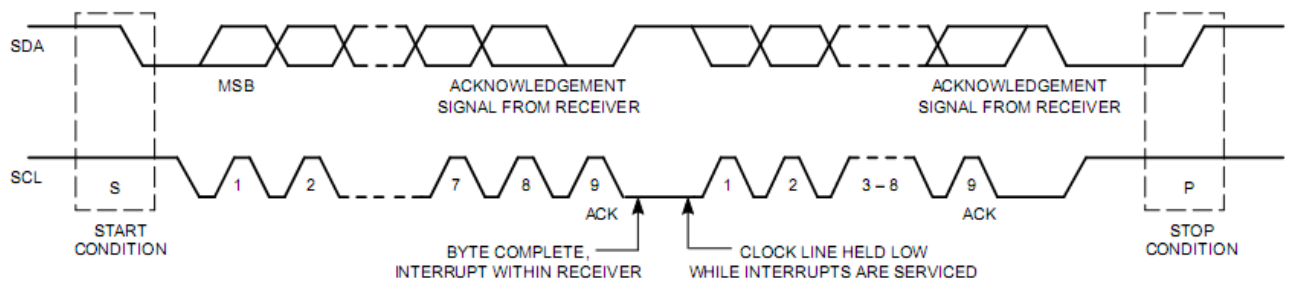 SDA
MSB
ACKNOWLEDGEMENT
SIGNAL FROM RECEIVER
ACKNOWLEDGEMENT
SIGNAL FROM RECEIVER
SCL
S
1
2
7
8
9
1
2
3 – 8
9
P
ACK
ACK
START
CONDITION
BYTE COMPLETE,
INTERRUPT WITHIN RECEIVER
CLOCK LINE HELD LOW
WHILE INTERRUPTS ARE SERVICED
STOP
CONDITION